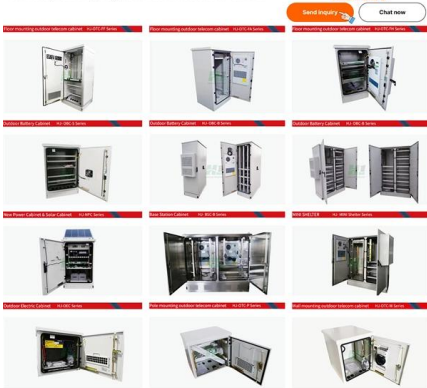 Send Inquiry
Chat now
Floor mounting outdoor telecom cabinet HJ-OTC-FF Series
Floor mounting outdoor telecom cabinet HJ-OTC-FA Series
Floor mounting outdoor telecom cabinet HJ-OTC-FH Series
Outdoor Battery Cabinet HJ-OBC-S Series
Outdoor Battery Cabinet HJ-OBC-B Series
Outdoor Battery Cabinet HJ-OBC-B Series
New Power Cabinet & Solar Cabinet HJ-NPC Series
Base Station Cabinet HJ-BSC-B Series
MINI SHELTER HJ-MINI Shelter Series
Outdoor Electric Cabinet HJ-OEC Series
Pole mounting outdoor telecom cabinet HJ-OTC-P Series
Wall mounting outdoor telecom cabinet HJ-OTC-W Series